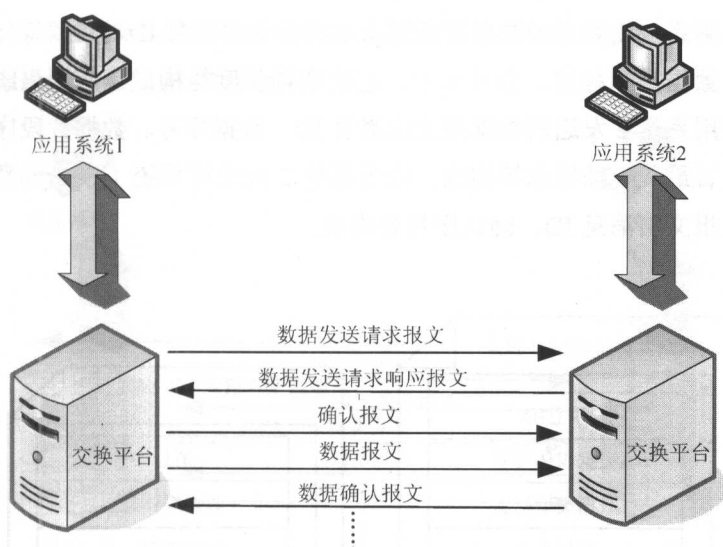 应用系统1
应用系统2
数据发送请求报文
数据发送请求响应报文
确认报文
数据报文
数据确认报文
交换平台
交换平台